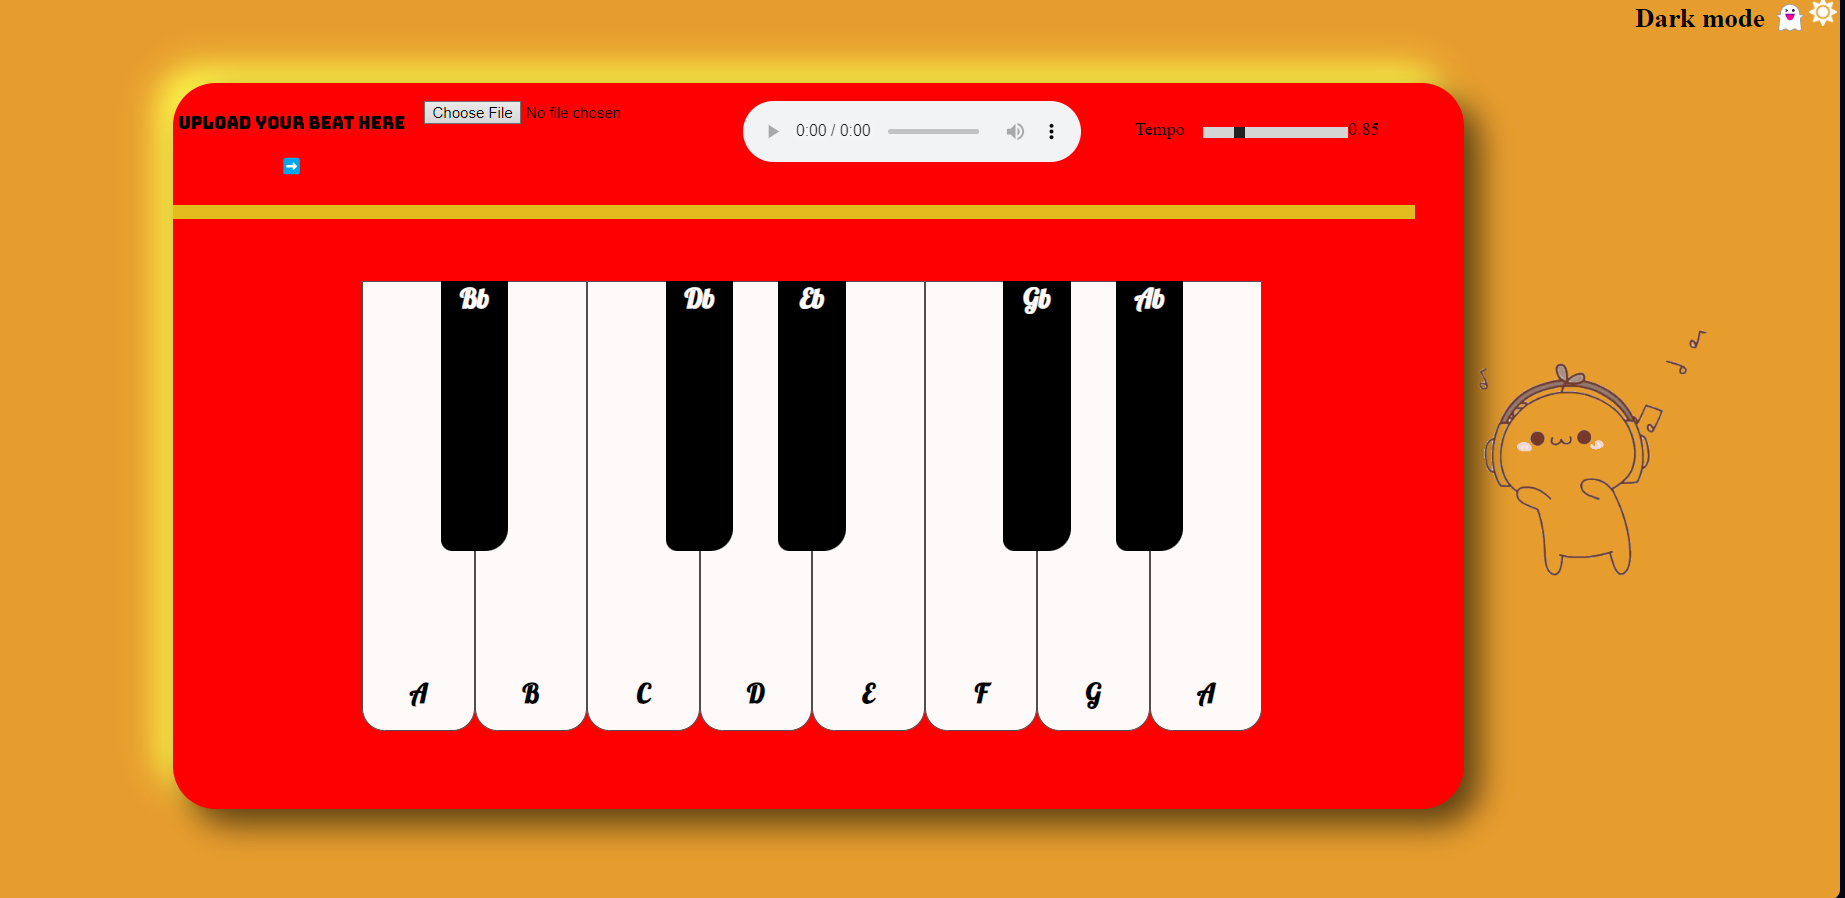 Dark mode 👻
UPLOAD YOUR BEAT HERE
➡️
Choose File No file chosen
0:00 / 0:00
Tempo 0.85
Bb Db Eb Gb Ab
A B C D E F G A